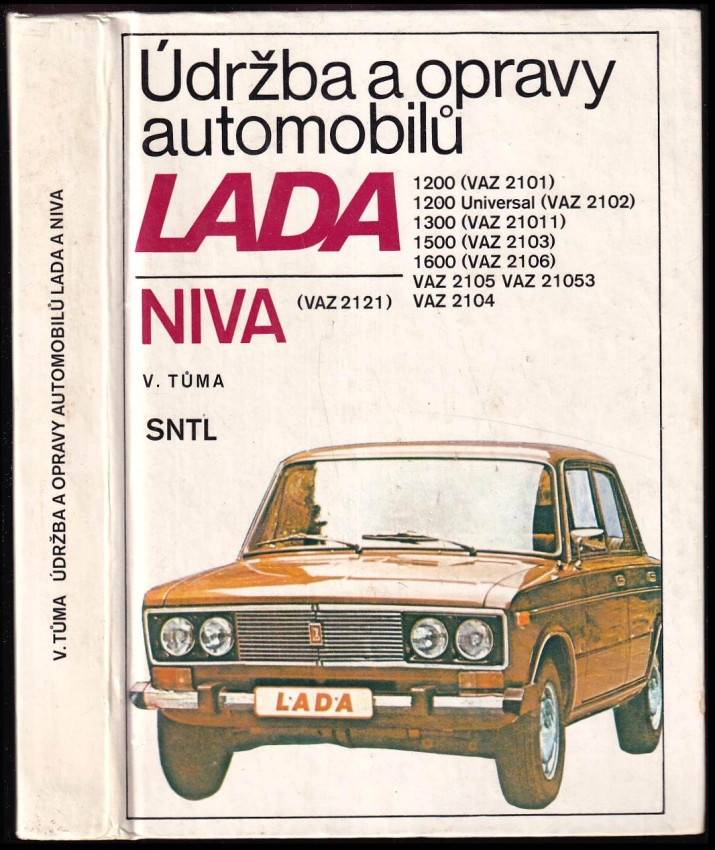 V. TŮMA ÚDRŽBA A OPRAVY AUTOMOBILŮ LADA A NIVA
Údržba a opravy
automobilů
LADA
1200 (VAZ 2101)
1200 Universal (VAZ 2102)
1300 (VAZ 21011)
1500 (VAZ 2103)
1600 (VAZ 2106)
VAZ 2105 VAZ 21053
VAZ 2104
NIVA (VAZ 2121)
V. TŮMA
SNTL
LADA